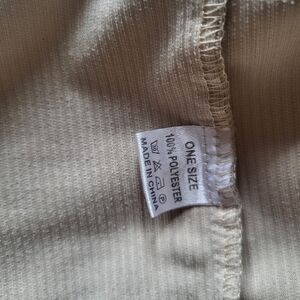 ONE SIZE
100% POLYESTER
MADE IN CHINA